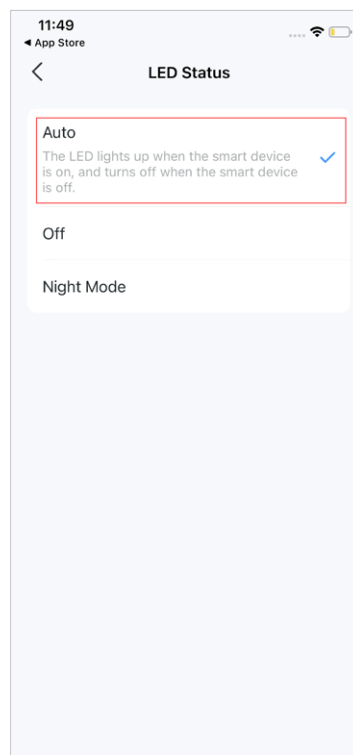 11:49
◀ App Store
LED Status
Auto
The LED lights up when the smart device
is on, and turns off when the smart device
is off.
Off
Night Mode